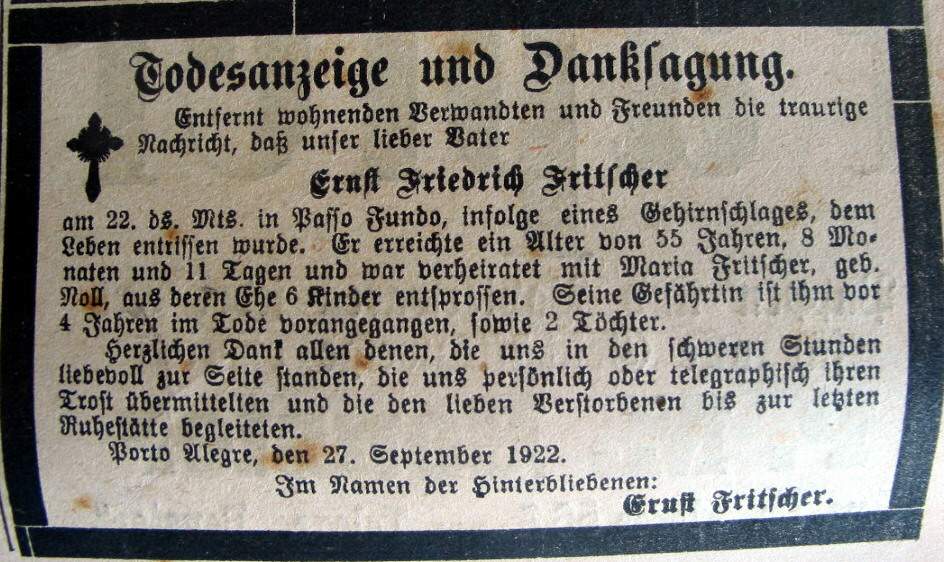 Todesanzeige und Dankſagung.
Entfernt wohnenden Verwandten und Freunden die traurige
Nachricht, daß unſer lieber Vater
Ernſt Friedrich Fritſcher
am 22. ds. Mts. in Paſſo Fundo, infolge eines Gehirnſchlages, dem
Leben entriſſen wurde. Er erreichte ein Alter von 55 Jahren, 8 Mo-
naten und 11 Tagen und war verheiratet mit Maria Fritſcher, geb.
Noll, aus deren Ehe 6 Kinder entſproſſen. Seine Gefährtin iſt ihm vor
4 Jahren im Tode vorangegangen, ſowie 2 Töchter.
Herzlichen Dank allen denen, die uns in den ſchweren Stunden
liebevoll zur Seite ſtanden, die uns perſönlich oder telegraphiſch ihren
Troſt übermittelten und die den lieben Verſtorbenen bis zur letzten
Ruheſtätte begleiteten.
Porto Alegre, den 27. September 1922.
Im Namen der Hinterbliebenen:
Ernſt Fritſcher.